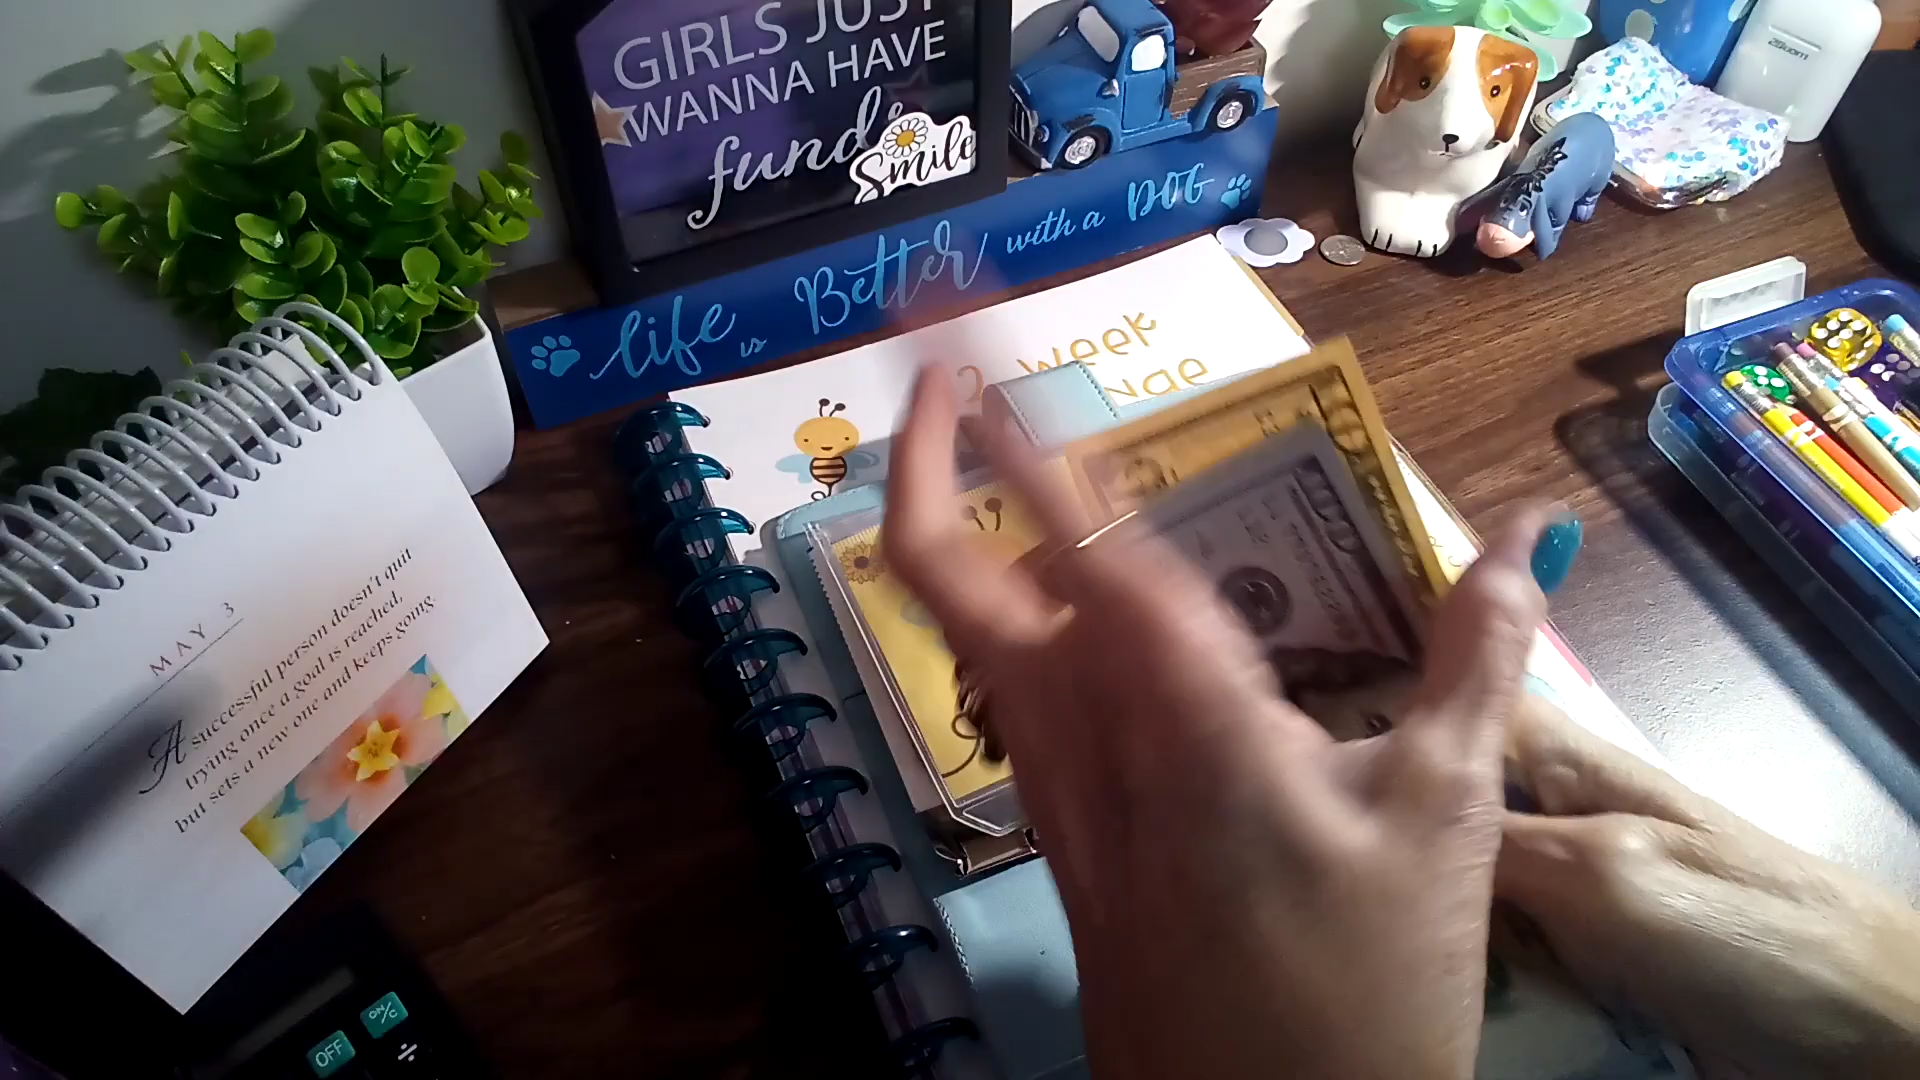 GIRLS JUST
WANNA HAVE
funds
Smile
life is Better with a DOG
week
MAY 3
A successful person doesn't quit
trying once a goal is reached,
but sets a new one and keeps going.
OFF
ON/C
÷